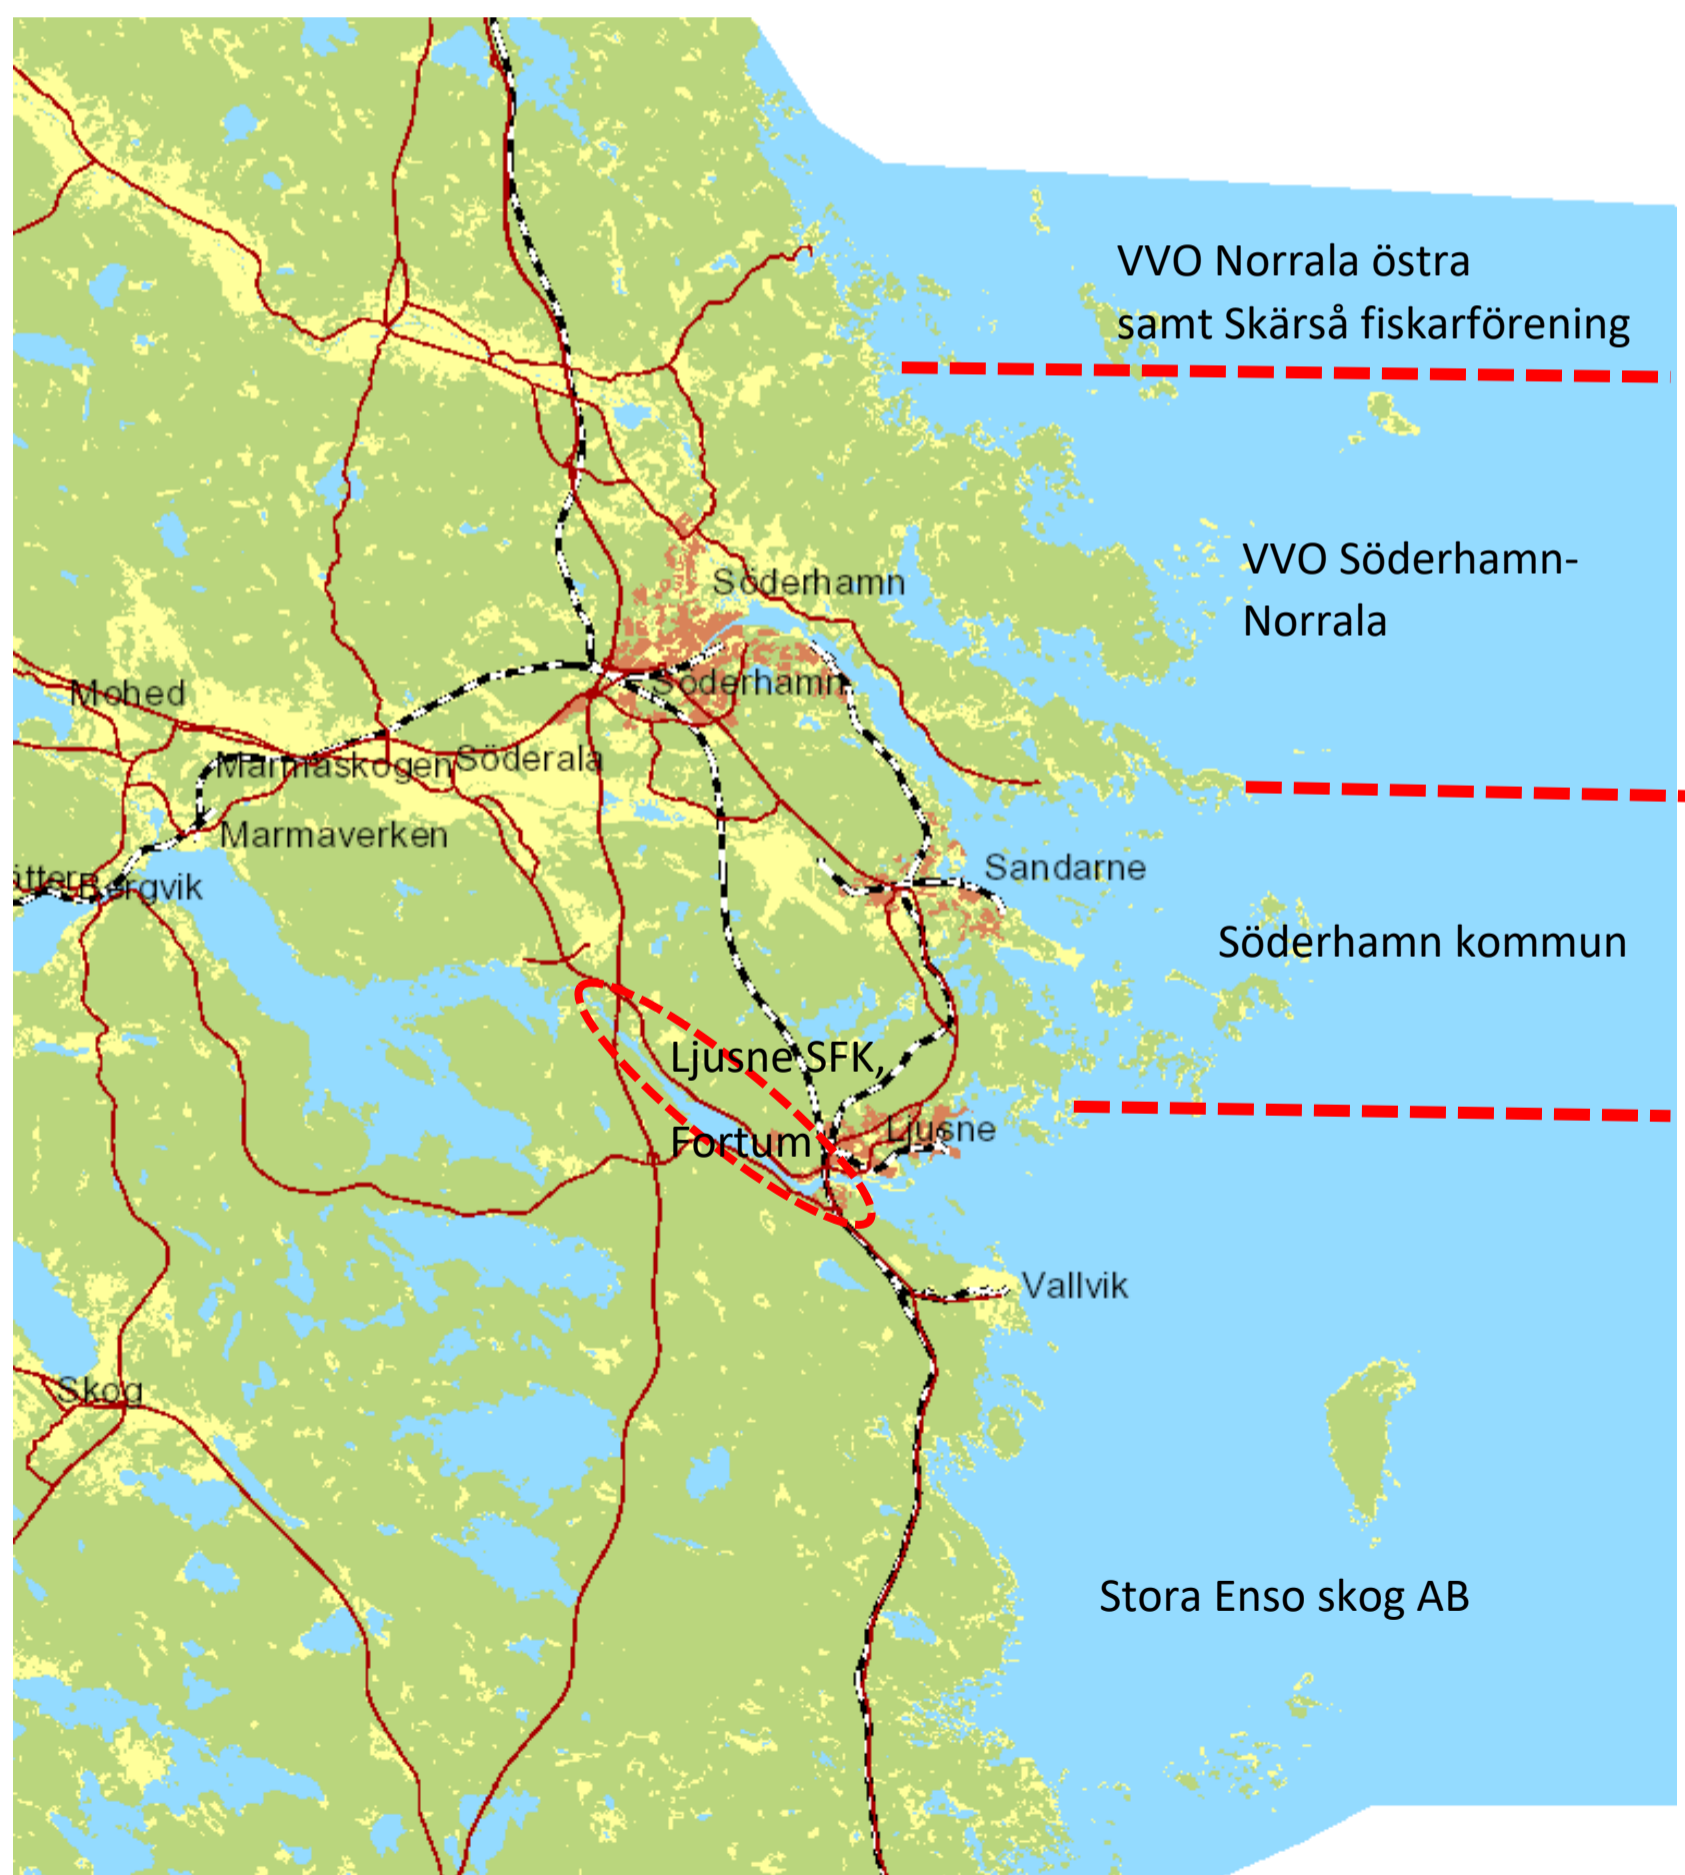 VVO Norrala östra
samt Skärså fiskarförening
VVO Söderhamn-
Norrala
Söderhamn
Söderhamn
Mohed
Marmaskogen
Söderala
Marmaverken
Bergvik
Sandarne
Söderhamn kommun
Ljusne SFK,
Fortum
Ljusne
Vallvik
Skog
Stora Enso skog AB